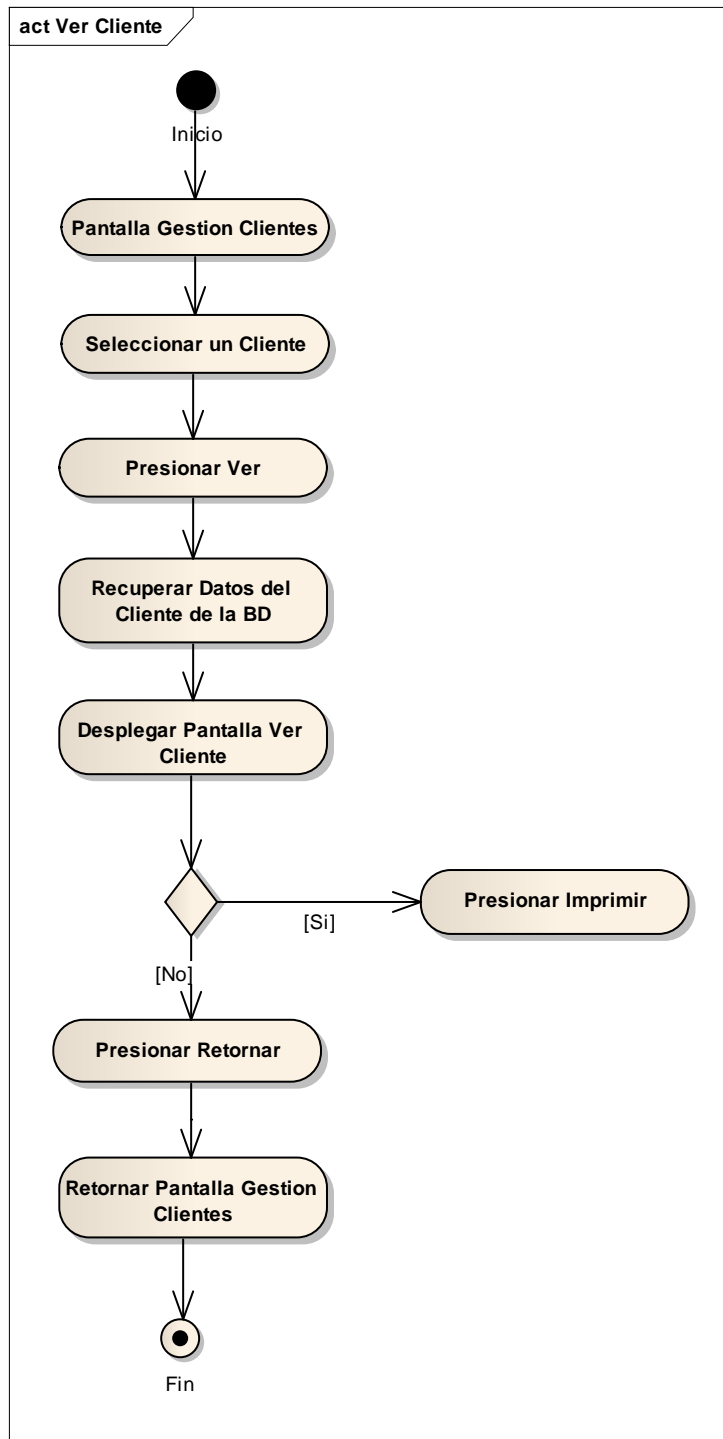 act Ver Cliente
Inicio
Pantalla Gestion Clientes
Seleccionar un Cliente
Presionar Ver
Recuperar Datos del
Cliente de la BD
Desplegar Pantalla Ver
Cliente
Presionar Imprimir
[Si]
[No]
Presionar Retornar
Retornar Pantalla Gestion
Clientes
Fin